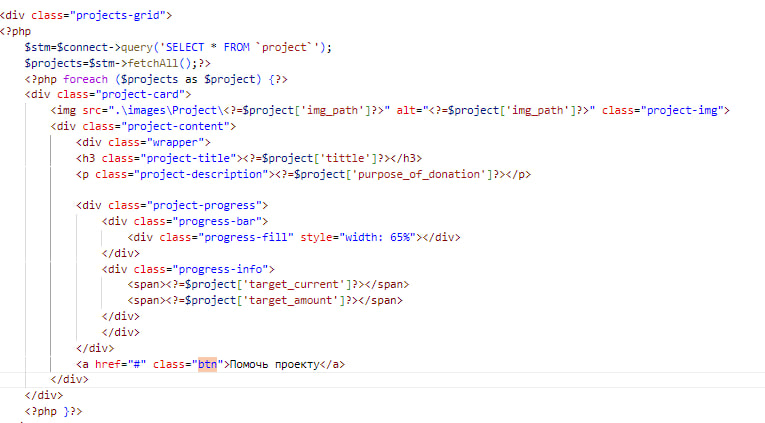 <div class="projects-grid">
<?php
$stm=$connect->query('SELECT * FROM `project`');
$projects=$stm->fetchAll();?>
<?php foreach ($projects as $project) {?>
<div class="project-card">
<img src=".\images\Project\<?=$project['img_path']?>" alt="<?=$project['img_path']?>" class="project-img">
<div class="project-content">
<div class="wrapper">
<h3 class="project-title"><?=$project['tittle']?></h3>
<p class="project-description"><?=$project['purpose_of_donation']?></p>
<div class="project-progress">
<div class="progress-bar">
<div class="progress-fill" style="width: 65%"></div>
</div>
<div class="progress-info">
<span><?=$project['target_current']?></span>
<span><?=$project['target_amount']?></span>
</div>
</div>
</div>
<a href="#" class="btn">Помочь проекту</a>
</div>
</div>
<?php }?>